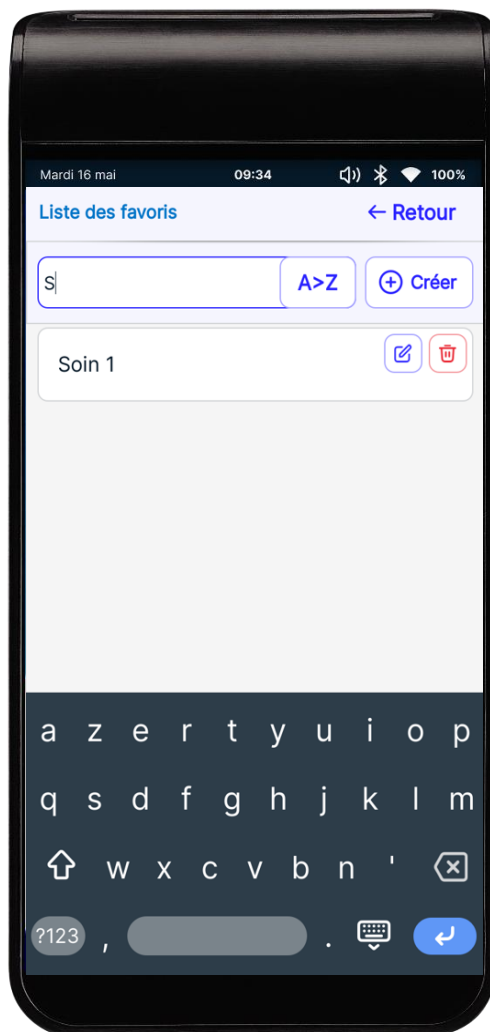 Mardi 16 mai 09:34 100%
Liste des favoris ← Retour
S A>Z Créer
Soin 1
a z e r t y u i o p
q s d f g h j k l m
w x c v b n '
?123 , .